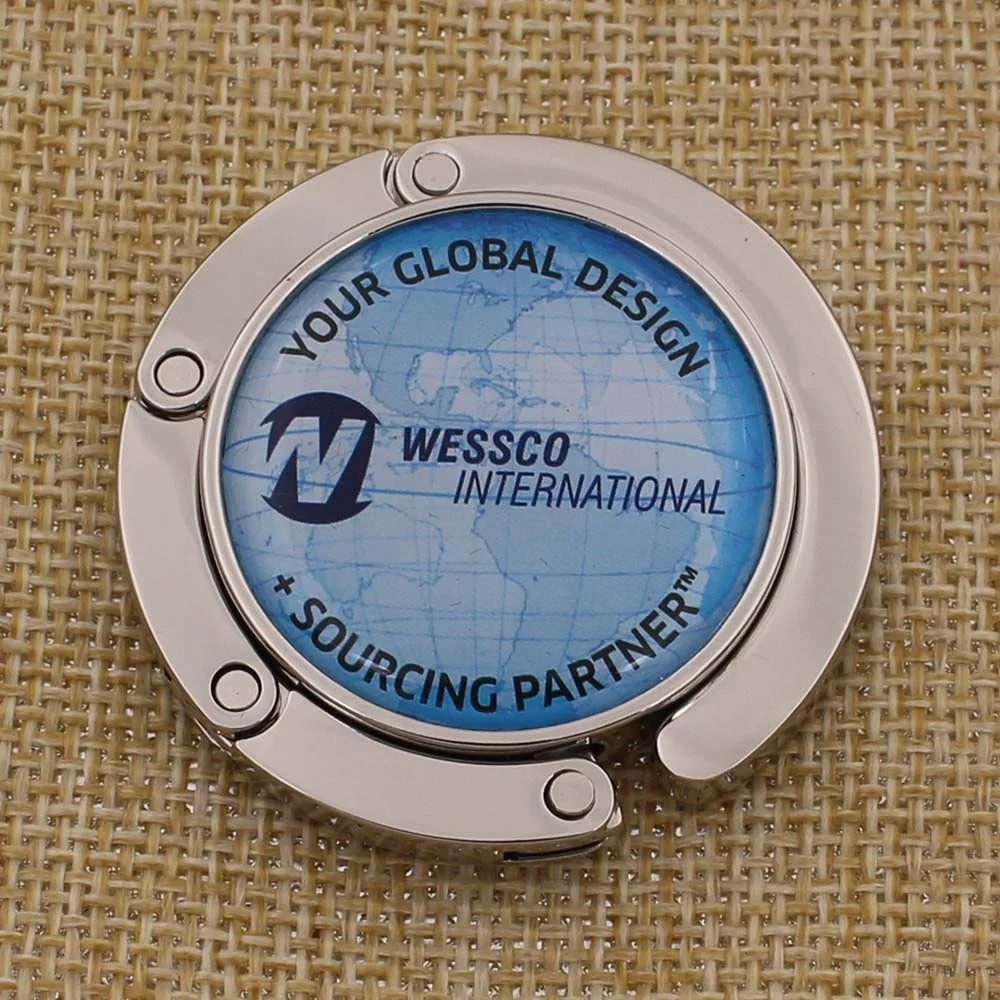 YOUR GLOBAL DESIGN
WESSCO
INTERNATIONAL
+ SOURCING PARTNER™